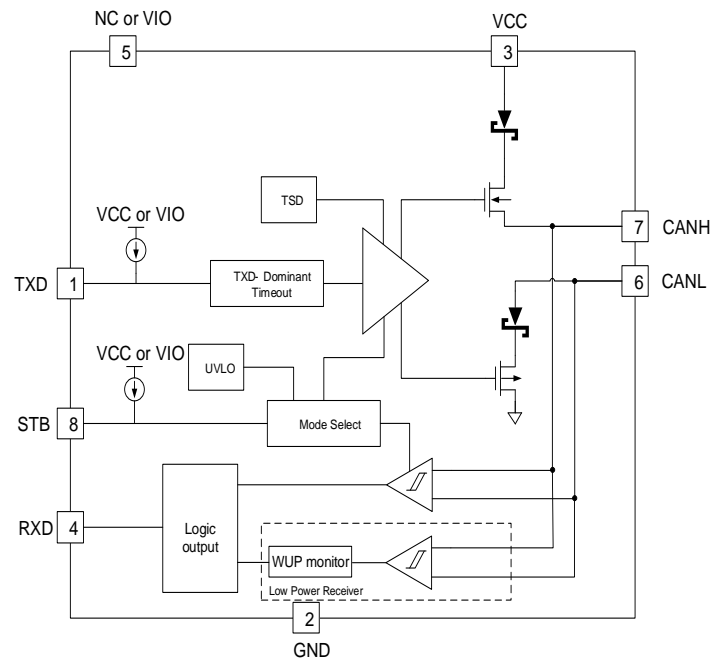 NC or VIO
VCC
5
3
TSD
VCC or VIO
7
CANH
TXD
1
TXD- Dominant
Timeout
6
CANL
VCC or VIO
UVLO
STB
8
Mode Select
RXD
4
Logic
output
WUP monitor
Low Power Receiver
2
GND